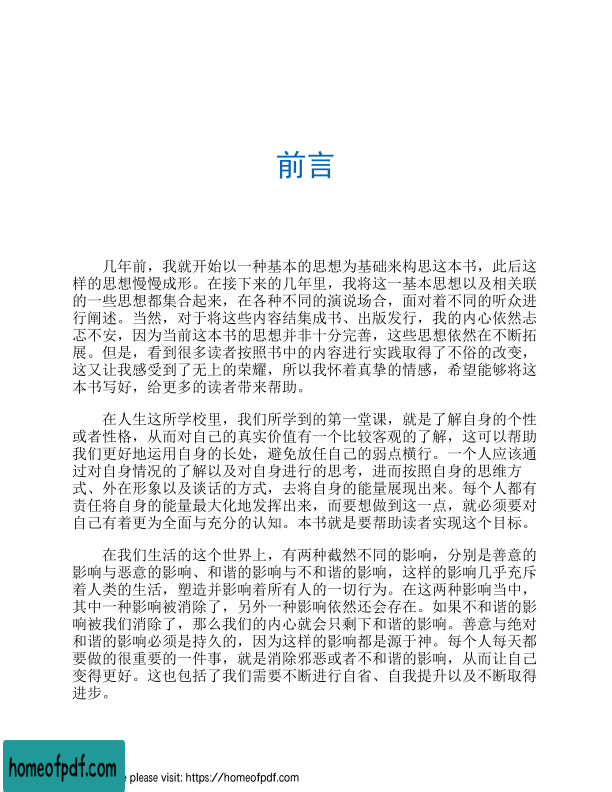 前言
几年前，我就开始以一种基本的思想为基础来构思这本书，此后这
样的思想慢慢成形。在接下来的几年里，我将这一基本思想以及相关联
的一些思想都集合起来，在各种不同的演说场合，面对着不同的听众进
行阐述。当然，对于将这些内容结集成书、出版发行，我的内心依然忐
忑不安，因为当前这本书的思想并非十分完善，这些思想依然在不断拓
展。但是，看到很多读者按照书中的内容进行实践取得了不俗的改变，
这又让我感受到了无上的荣耀，所以我怀着真挚的情感，希望能够将这
本书写好，给更多的读者带来帮助。
在人生这所学校里，我们所学到的第一堂课，就是了解自身的个性
或者性格，从而对自己的真实价值有一个比较客观的了解，这可以帮助
我们更好地运用自身的长处，避免放任自己的弱点横行。一个人应该通
过对自身情况的了解以及对自身进行的思考，进而按照自身的思维方
式、外在形象以及谈话的方式，去将自身的能量展现出来。每个人都有
责任将自身的能量最大化地发挥出来，而要想做到这一点，就必须要对
自己有着更为全面与充分的认知。本书就是要帮助读者实现这个目标。
在我们生活的这个世界上，有两种截然不同的影响，分别是善意的
影响与恶意的影响、和谐的影响与不和谐的影响，这样的影响几乎充斥
着人类的生活，塑造并影响着所有人的一切行为。在这两种影响当中，
其中一种影响被消除了，另外一种影响依然还会存在。如果不和谐的影
响被我们消除了，那么我们的内心就会只剩下和谐的影响。善意与绝对
和谐的影响必须是持久的，因为这样的影响都是源于神。每个人每天都
要做的很重要的一件事，就是消除邪恶或者不和谐的影响，从而让自己
变得更好。这也包括了我们需要不断进行自省、自我提升以及不断取得
进步。
homeofpdf.com
please visit: https://homeofpdf.com